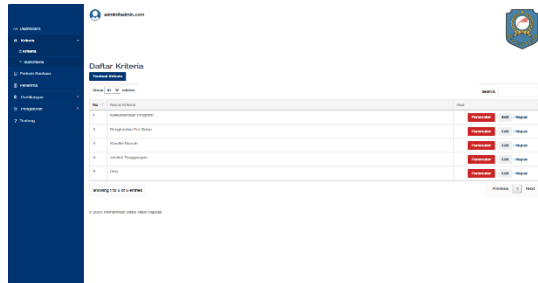 admin@admin.com
Dashboard
Kriteria
Kriteria
Subkriteria
Periode Bantuan
Penerima
Perhitungan
Pengaturan
Tentang
Daftar Kriteria
Tambah Kriteria
Show 10 entries
Search:
No Nama Kriteria Aksi
1 Keikutsertaan Program Parameter Edit Hapus
2 Penghasilan Per Bulan Parameter Edit Hapus
3 Kondisi Rumah Parameter Edit Hapus
4 Jumlah Tanggungan Parameter Edit Hapus
5 Usia Parameter Edit Hapus
Showing 1 to 5 of 5 entries
Previous 1 Next